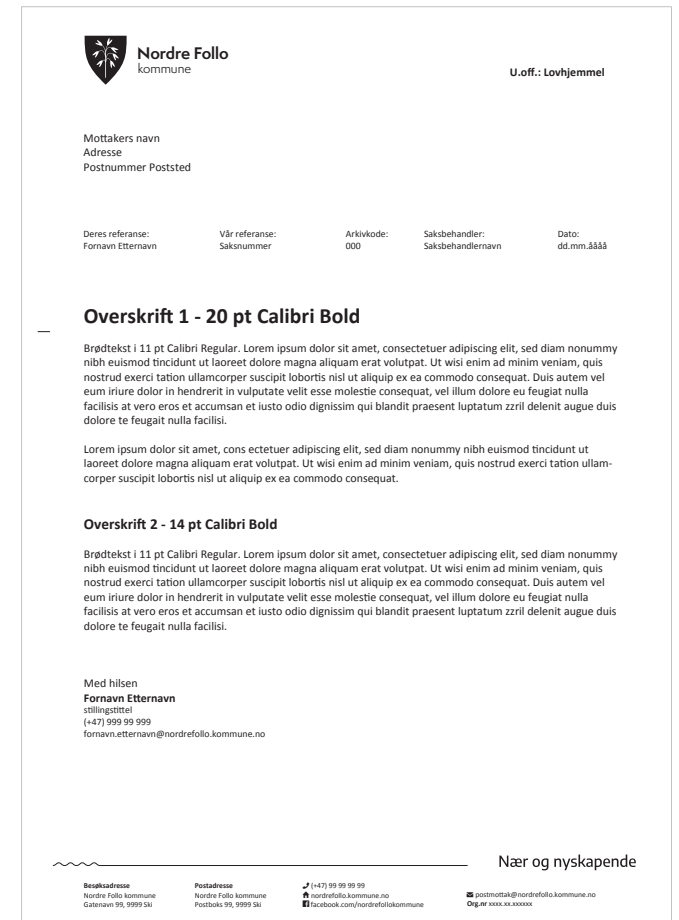 Nordre Follo
kommune
U.off.: Lovhjemmel
Mottakers navn
Adresse
Postnummer Poststed
Deres referanse: Vår referanse: Arkivkode: Saksbehandler: Dato:
Fornavn Etternavn Saksnummer 000 Saksbehandlernavn dd.mm.åååå
Overskrift 1 - 20 pt Calibri Bold
Brødtekst i 11 pt Calibri Regular. Lorem ipsum dolor sit amet, consectetuer adipiscing elit, sed diam nonummy
nibh euismod tincidunt ut laoreet dolore magna aliquam erat volutpat. Ut wisi enim ad minim veniam, quis
nostrud exerci tation ullamcorper suscipit lobortis nisl ut aliquip ex ea commodo consequat. Duis autem vel
eum iriure dolor in hendrerit in vulputate velit esse molestie consequat, vel illum dolore eu feugiat nulla
facilisis at vero eros et accumsan et iusto odio dignissim qui blandit praesent luptatum zzril delenit augue duis
dolore te feugait nulla facilisi.
Lorem ipsum dolor sit amet, cons ectetuer adipiscing elit, sed diam nonummy nibh euismod tincidunt ut
laoreet dolore magna aliquam erat volutpat. Ut wisi enim ad minim veniam, quis nostrud exerci tation ullam-
corper suscipit lobortis nisl ut aliquip ex ea commodo consequat.
Overskrift 2 - 14 pt Calibri Bold
Brødtekst i 11 pt Calibri Regular. Lorem ipsum dolor sit amet, consectetuer adipiscing elit, sed diam nonummy
nibh euismod tincidunt ut laoreet dolore magna aliquam erat volutpat. Ut wisi enim ad minim veniam, quis
nostrud exerci tation ullamcorper suscipit lobortis nisl ut aliquip ex ea commodo consequat. Duis autem vel
eum iriure dolor in hendrerit in vulputate velit esse molestie consequat, vel illum dolore eu feugiat nulla
facilisis at vero eros et accumsan et iusto odio dignissim qui blandit praesent luptatum zzril delenit augue duis
dolore te feugait nulla facilisi.
Med hilsen
Fornavn Etternavn
stillingstittel
(+47) 999 99 999
fornavn.etternavn@nordrefollo.kommune.no
Nær og nyskapende
Besøksadresse Postadresse (+47) 99 99 99 99
Nordre Follo kommune Nordre Follo kommune nordrefollo.kommune.no postmottak@nordrefollo.kommune.no
Gatenavn 99, 9999 Ski Postboks 99, 9999 Ski facebook.com/nordrefollokommune Org.nr xxxx.xx.xxxxxx